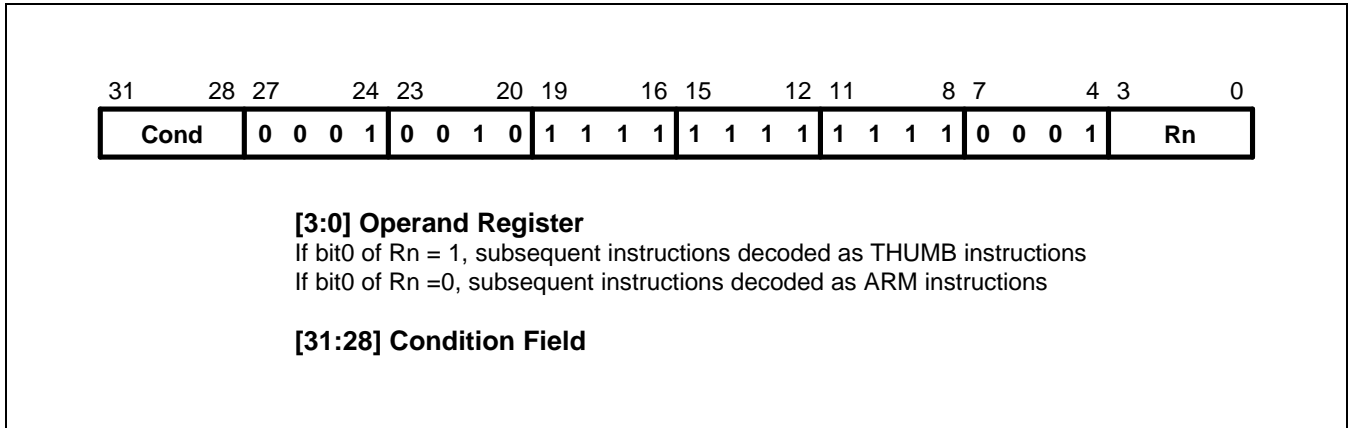 31 28 27 24 23 20 19 16 15 12 11 8 7 4 3 0
Cond 0 0 0 1 0 0 1 0 1 1 1 1 1 1 1 1 1 1 1 1 0 0 0 1 Rn
[3:0] Operand Register
If bit0 of Rn = 1, subsequent instructions decoded as THUMB instructions
If bit0 of Rn =0, subsequent instructions decoded as ARM instructions
[31:28] Condition Field